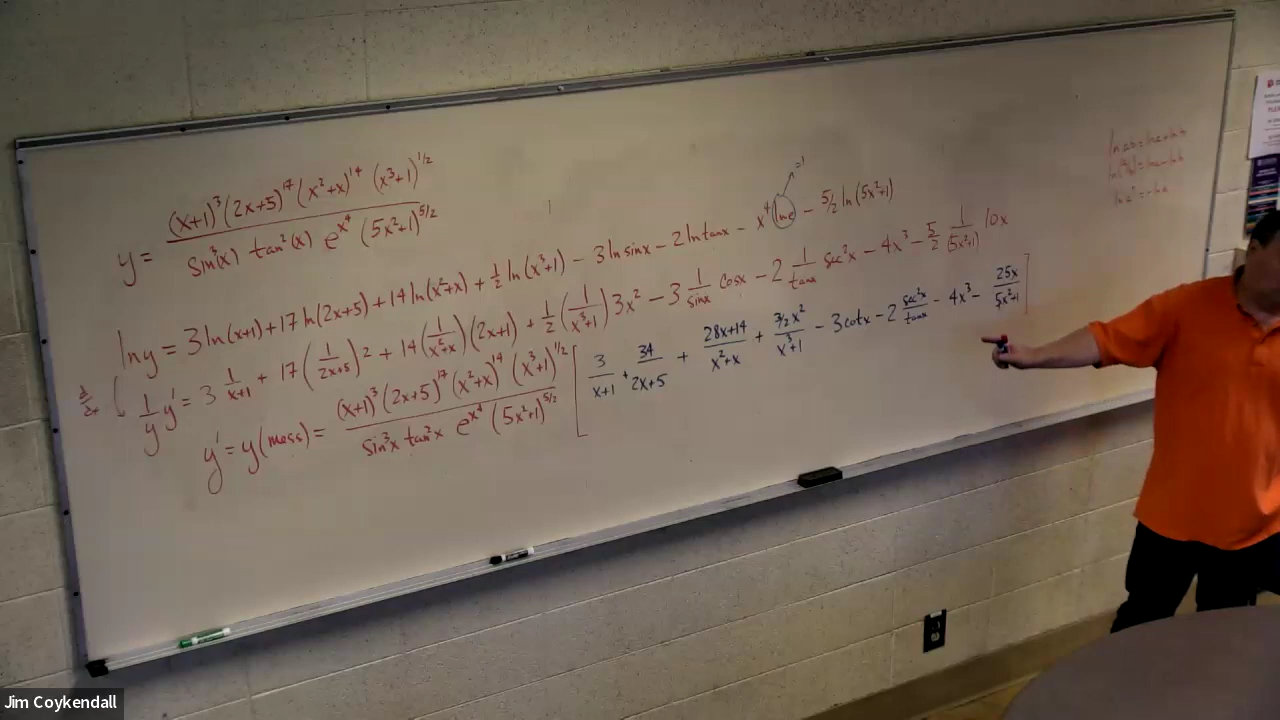 y = (x+1)^3 (2x+5)^17 (x^2+x)^14 (x^3+1)^1/2 / sin^3(x) tan^2(x) e^x^4 (5x^2+1)^5/2
ln y = 3 ln(x+1) + 17 ln(2x+5) + 14 ln(x^2+x) + 1/2 ln(x^3+1) - 3 ln sin x - 2 ln tan x - x^4 ln e - 5/2 ln(5x^2+1)
d/dx 1/y y' = 3 1/x+1 + 17 (1/2x+5) 2 + 14 (1/x^2+x)(2x+1) + 1/2 (1/x^3+1) 3x^2 - 3 1/sin x cos x - 2 1/tan x sec^2 x - 4x^3 - 5/2 1/(5x^2+1) 10x
y' = y(mess) = (x+1)^3 (2x+5)^17 (x^2+x)^14 (x^3+1)^1/2 / sin^3 x tan^2 x e^x^4 (5x^2+1)^5/2 [ 3/x+1 + 34/2x+5 + 28x+14/x^2+x + 3/2 x^2/x^3+1 - 3 cot x - 2 sec^2 x/tan x - 4x^3 - 25x/5x^2+1 ]
Jim Coykendall